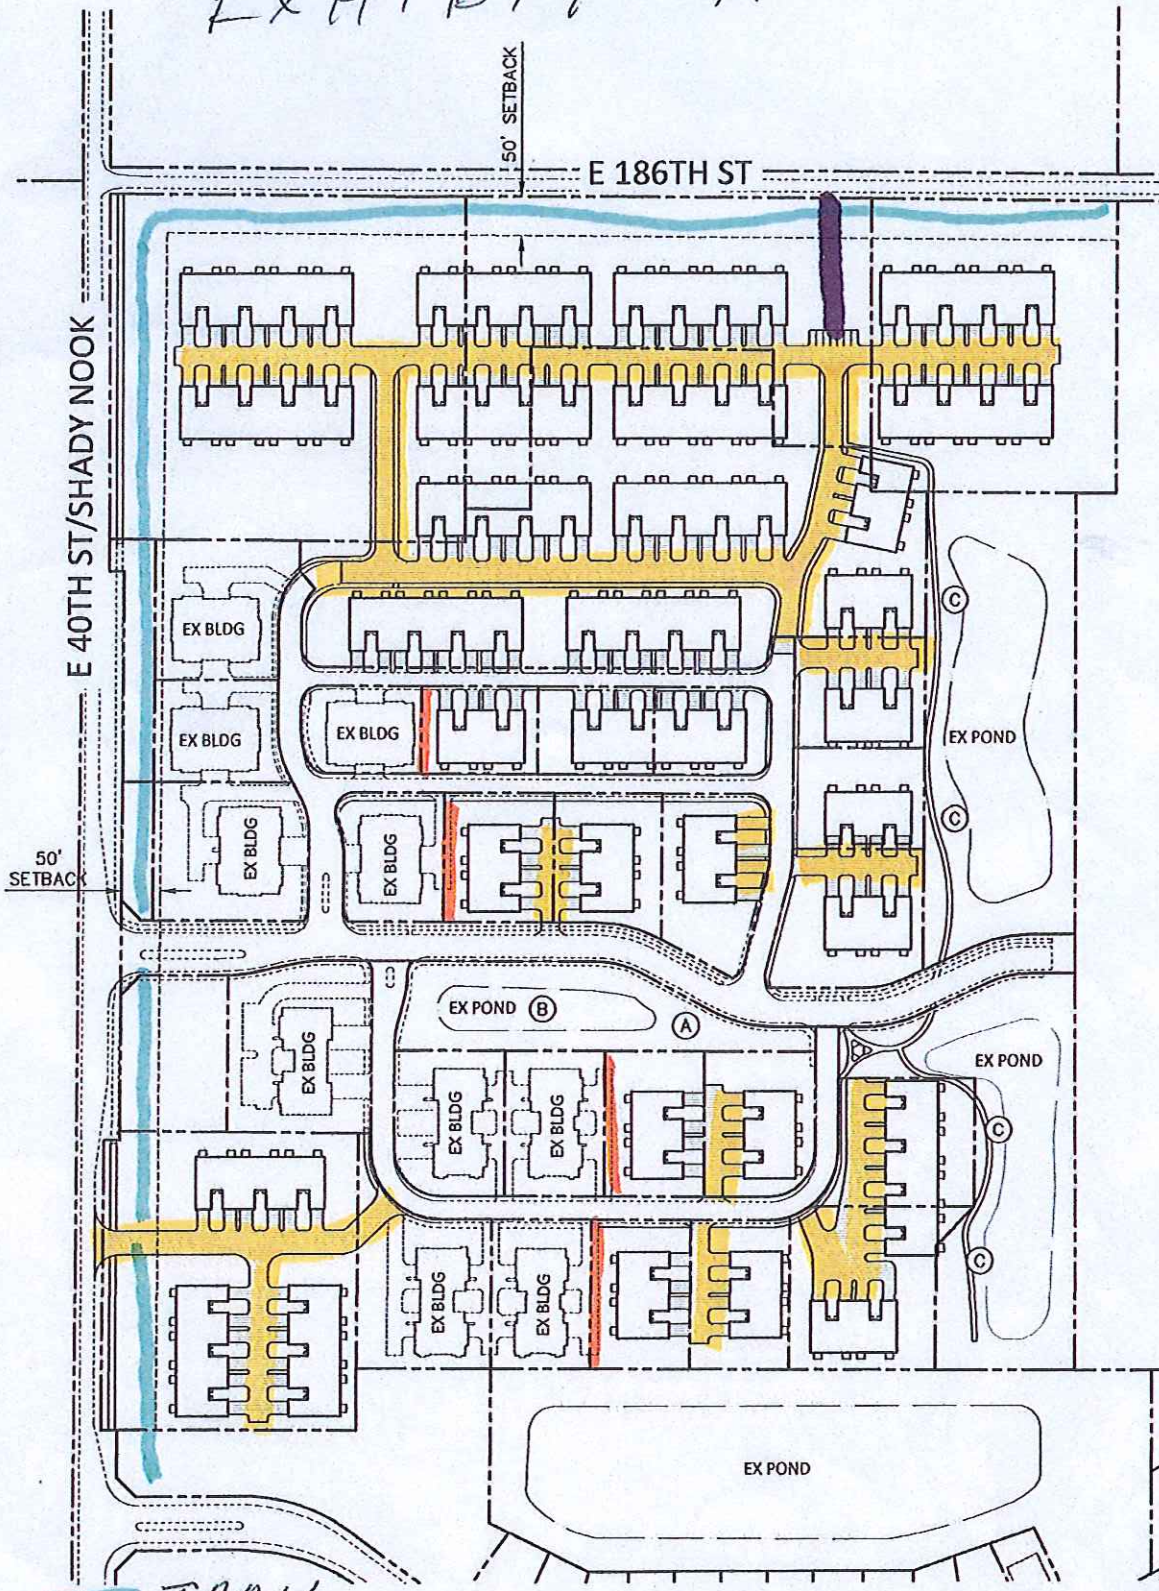 EXHIBIT
50' SETBACK
E 186TH ST
E 40TH ST/SHADY NOOK
EX BLDG
C
EX BLDG
EX BLDG
EX POND
C
EX BLDG
EX BLDG
50'
SETBACK
EX POND B
A
EX BLDG
EX POND
EX BLDG
EX BLDG
C
C
EX BLDG
EX BLDG
EX POND